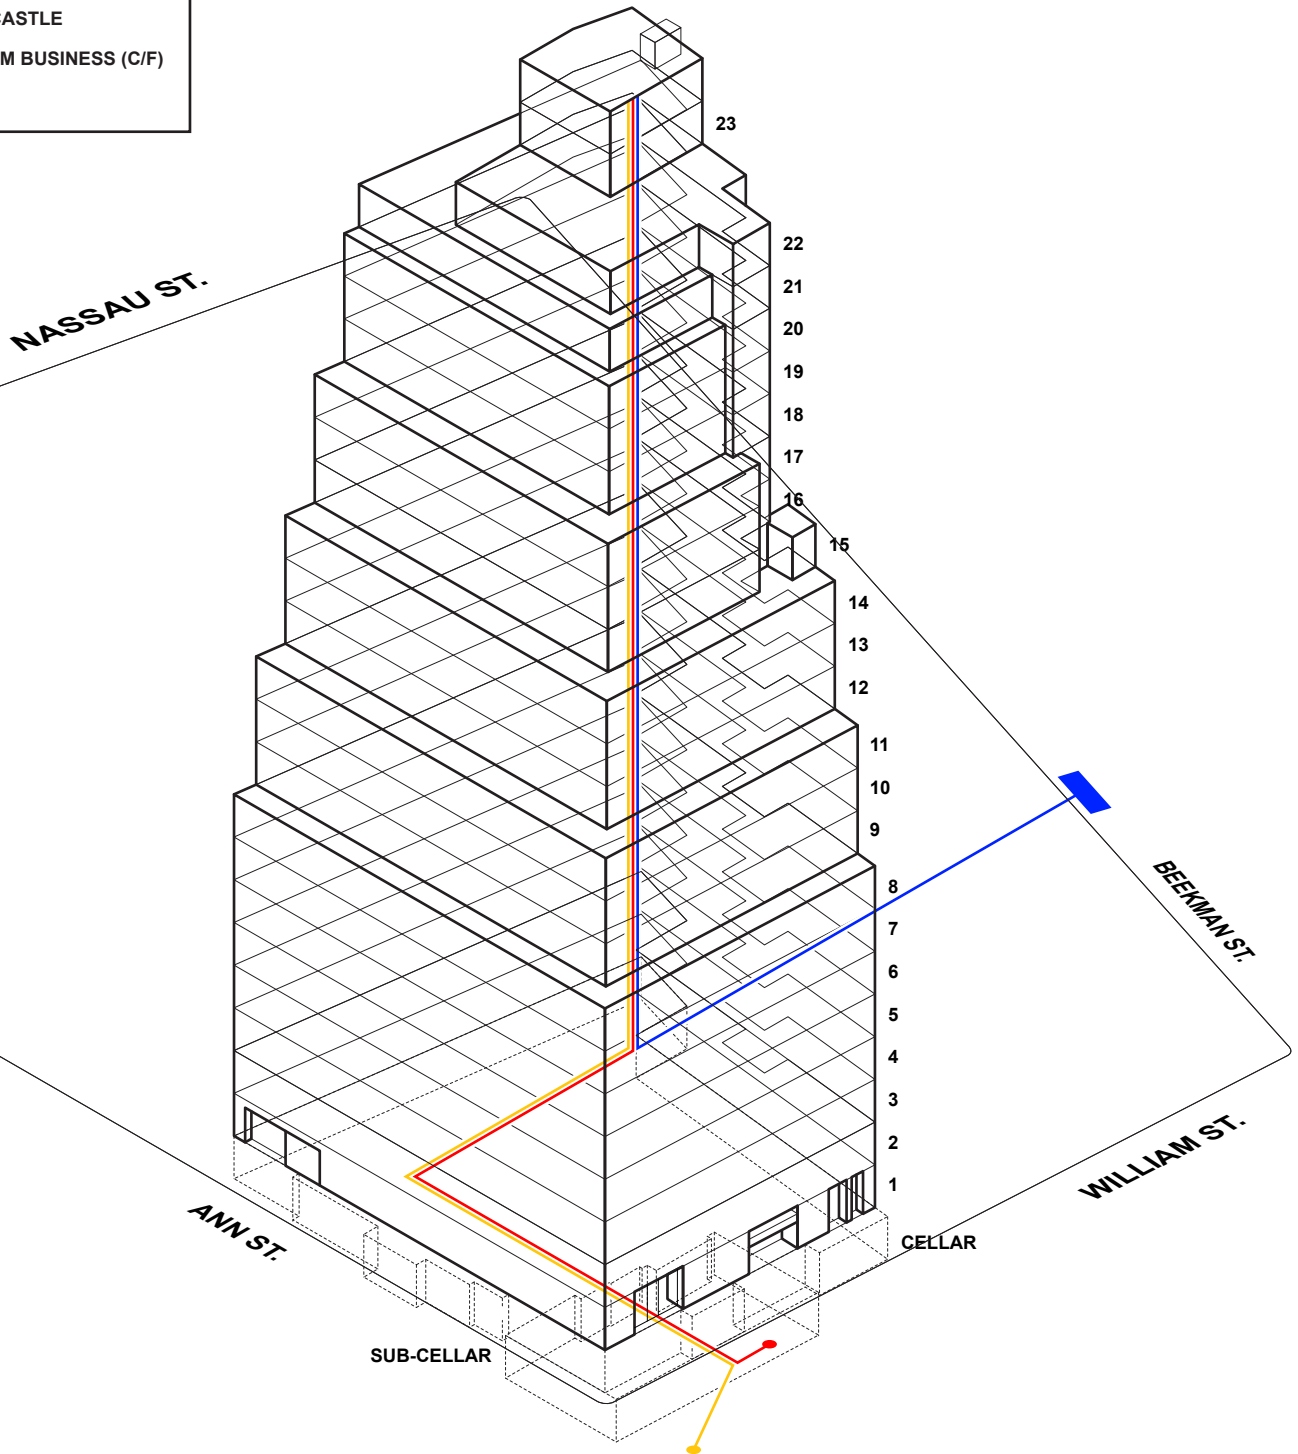 CASTLE
M BUSINESS (C/F)
23
22
NASSAU ST.
21
20
19
18
17
16
15
14
13
12
11
10
9
8
BEEKMAN ST.
7
6
5
4
3
2
WILLIAM ST.
1
ANN ST.
CELLAR
SUB-CELLAR